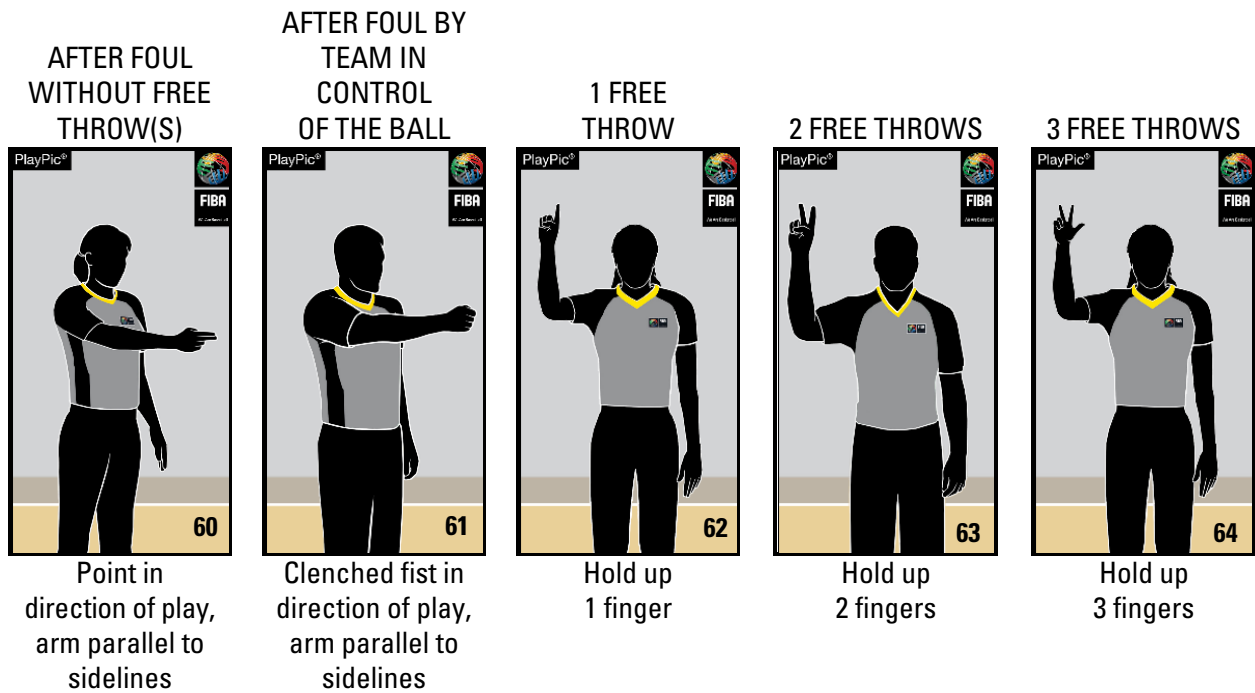 AFTER FOUL
WITHOUT FREE
THROW(S)
AFTER FOUL BY
TEAM IN
CONTROL
OF THE BALL
1 FREE
THROW
2 FREE THROWS
3 FREE THROWS
PlayPic®
FIBA
60
PlayPic®
FIBA
61
PlayPic®
FIBA
62
PlayPic®
FIBA
63
PlayPic®
FIBA
64
Point in
direction of play,
arm parallel to
sidelines
Clenched fist in
direction of play,
arm parallel to
sidelines
Hold up
1 finger
Hold up
2 fingers
Hold up
3 fingers